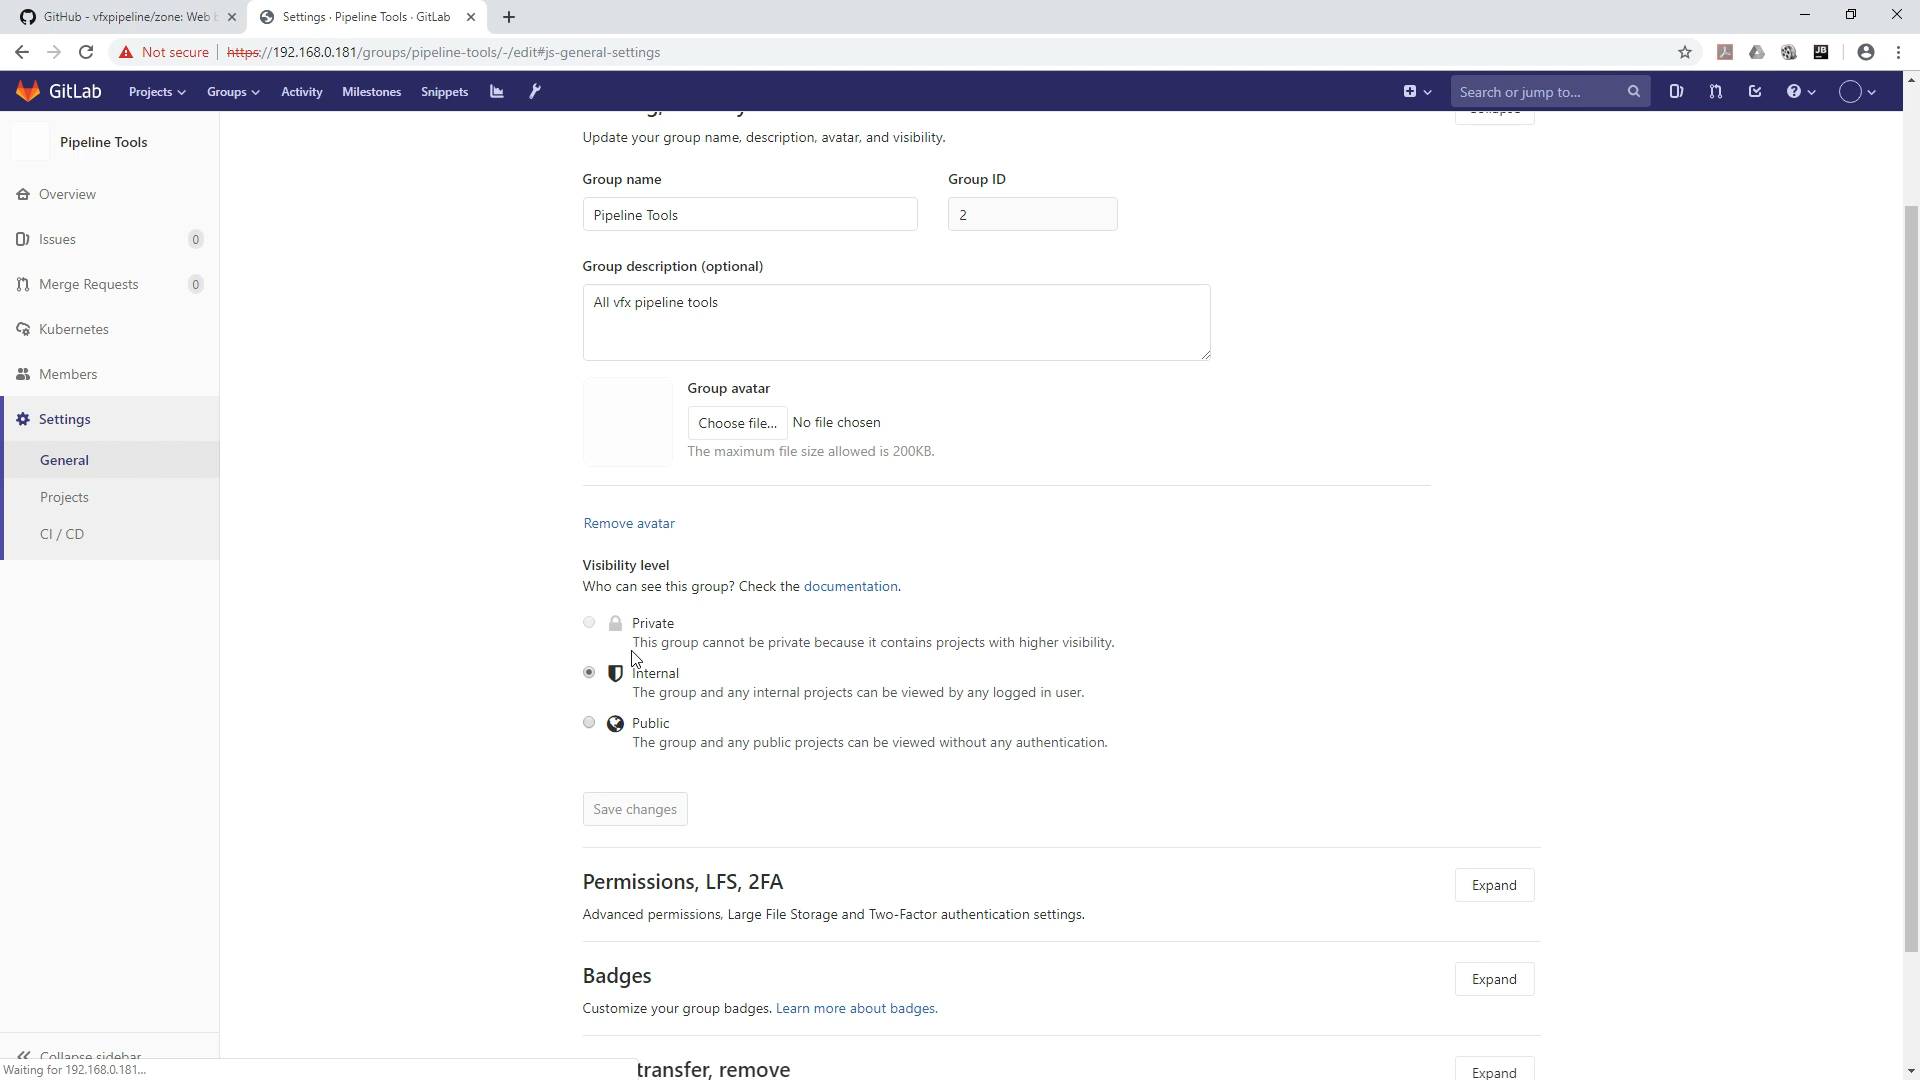 GitHub - vfxpipeline/zone: Web
Settings · Pipeline Tools · GitLab
Not secure | https://192.168.0.181/groups/pipeline-tools/-/edit#js-general-settings
GitLab Projects Groups Activity Milestones Snippets Search or jump to...
Pipeline Tools
Overview
Issues 0
Merge Requests 0
Kubernetes
Members
Settings
General
Projects
CI / CD
Collapse sidebar
Waiting for 192.168.0.181...
Update your group name, description, avatar, and visibility.
Group name Group ID
Pipeline Tools 2
Group description (optional)
All vfx pipeline tools
Group avatar
Choose file... No file chosen
The maximum file size allowed is 200KB.
Remove avatar
Visibility level
Who can see this group? Check the documentation.
Private
This group cannot be private because it contains projects with higher visibility.
Internal
The group and any internal projects can be viewed by any logged in user.
Public
The group and any public projects can be viewed without any authentication.
Save changes
Permissions, LFS, 2FA Expand
Advanced permissions, Large File Storage and Two-Factor authentication settings.
Badges Expand
Customize your group badges. Learn more about badges.
transfer, remove Expand